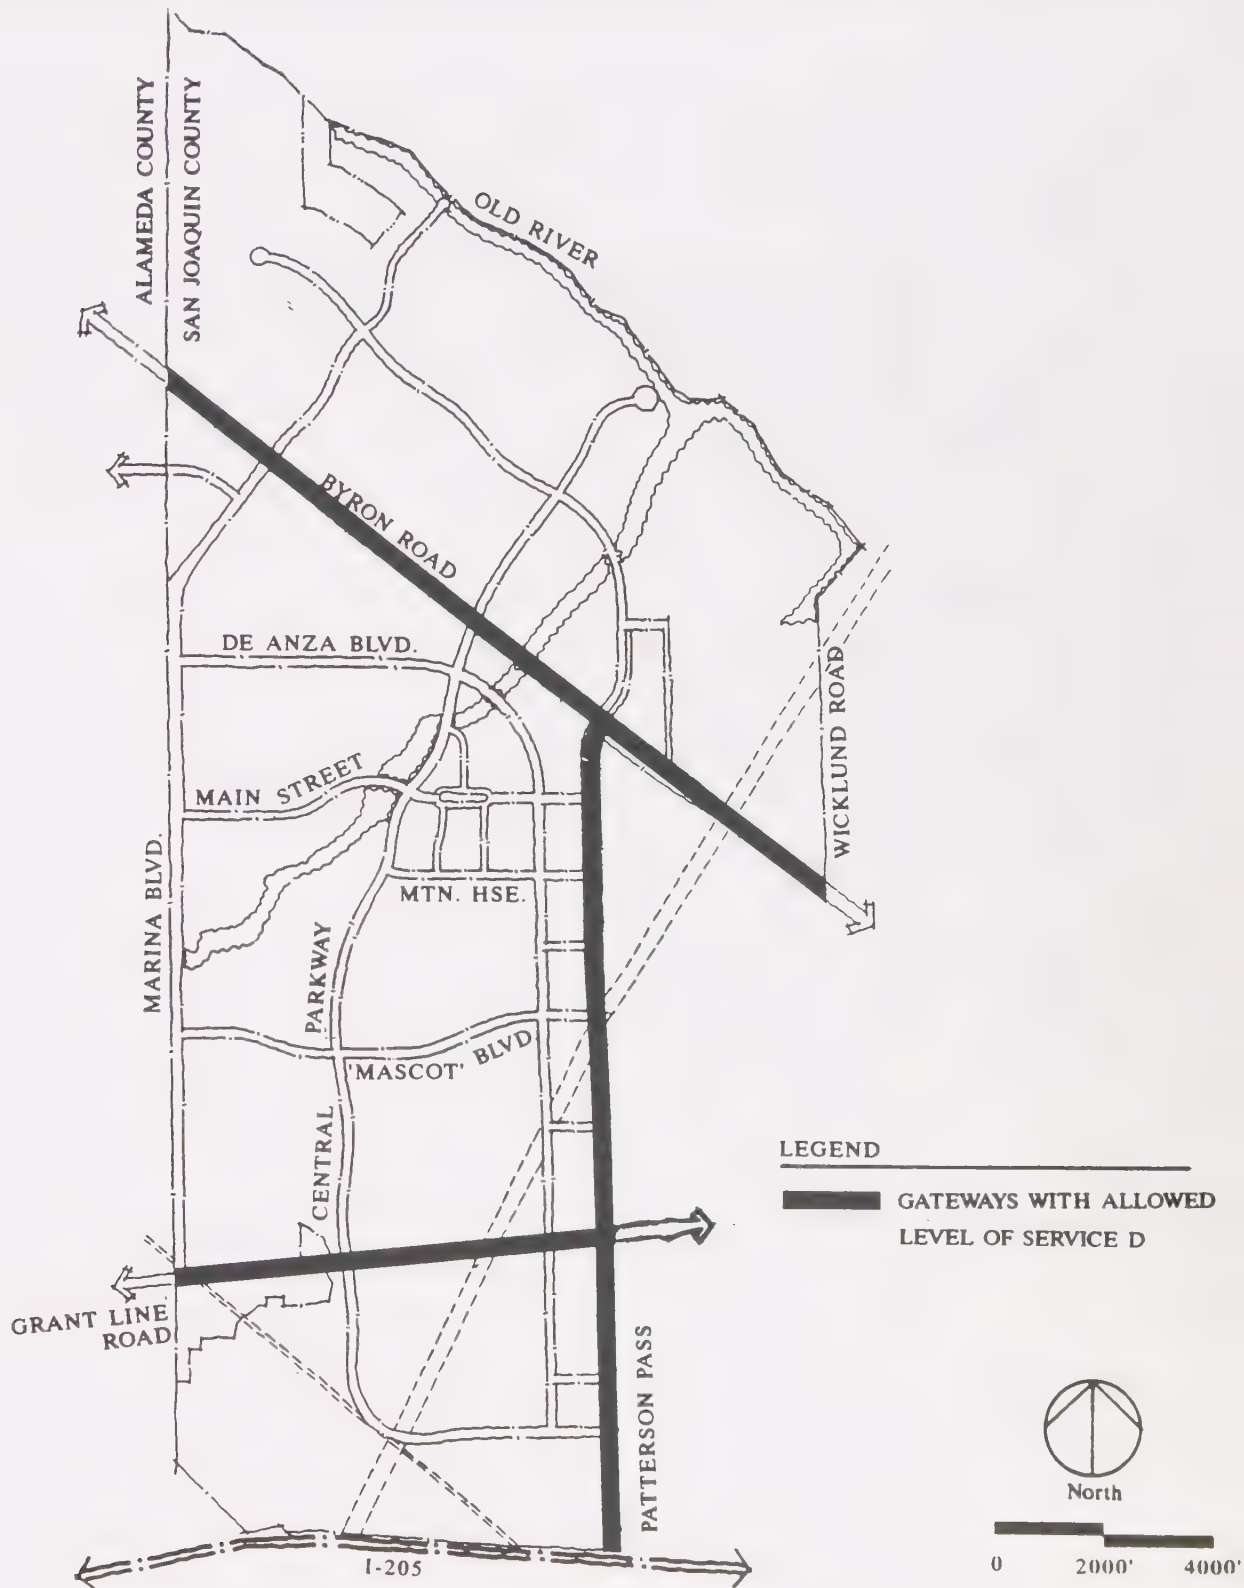 ALAMEDA COUNTY
SAN JOAQUIN COUNTY
OLD RIVER
BYRON ROAD
DE ANZA BLVD.
MAIN STREET
MTN. HSE.
WICKLUND ROAD
MARINA BLVD.
PARKWAY
'MASCOT' BLVD
CENTRAL
LEGEND
GATEWAYS WITH ALLOWED
LEVEL OF SERVICE D
GRANT LINE
ROAD
PATTERSON PASS
North
I-205
0 2000' 4000'